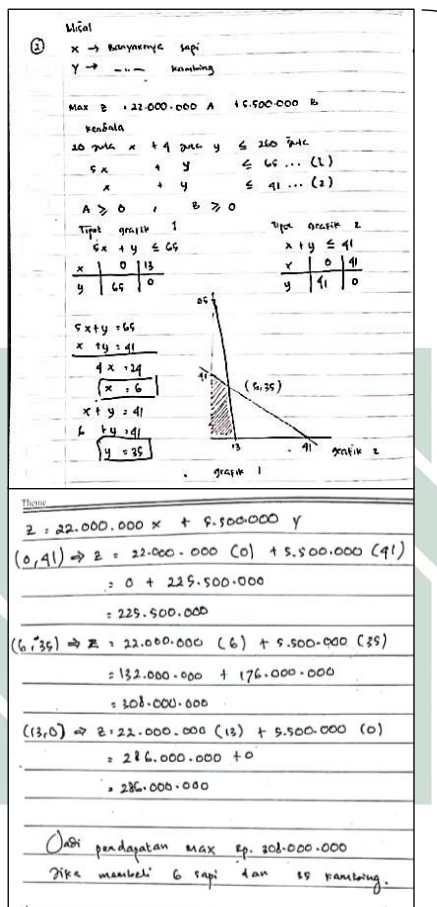 Misal
② X → Banyaknya sapi
Y → -..- kambing
Max Z = 22.000.000 A + 5.500.000 B
Kendala
20 juta x + 4 juta y ≤ 260 juta
5x + y ≤ 65 ... (1)
x + y ≤ 41 ... (2)
A ≥ 0 , B ≥ 0
Tipot grafik 1
5x + y ≤ 65
x | 0 | 13
y | 65 | 0
Tipot grafik 2
x + y ≤ 41
x | 0 | 41
y | 41 | 0
5x+y = 65
x +y = 41
4x = 24
x = 6
x + y = 41
6 + y = 41
y = 35
65
41
(6,35)
13
41
grafik 2
grafik 1
Theme
Z = 22.000.000 x + 5.500.000 y
(0,41) ⇒ Z = 22.000.000 (0) + 5.500.000 (41)
= 0 + 225.500.000
= 225.500.000
(6,35) ⇒ Z = 22.000.000 (6) + 5.500.000 (35)
= 132.000.000 + 176.000.000
= 308.000.000
(13,0) ⇒ Z = 22.000.000 (13) + 5.500.000 (0)
= 286.000.000 + 0
= 286.000.000
Jadi pendapatan max Rp. 308.000.000
Jika membeli 6 sapi dan 35 kambing.